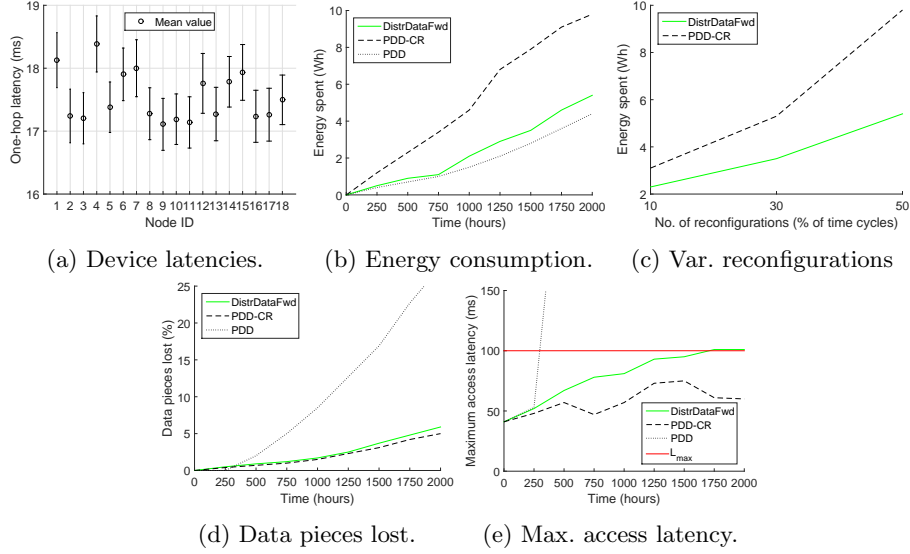 Mean value
19
18
17
16
One-hop latency (ms)
1 2 3 4 5 6 7 8 9 10 11 12 13 14 15 16 17 18
Node ID
(a) Device latencies.
DistrDataFwd
PDD-CR
PDD
10
8
6
4
2
0
Energy spent (Wh)
0 250 500 750 1000 1250 1500 1750 2000
Time (hours)
(b) Energy consumption.
DistrDataFwd
PDD-CR
10
8
6
4
2
Energy spent (Wh)
10 30 50
No. of reconfigurations (% of time cycles)
(c) Var. reconfigurations
DistrDataFwd
PDD-CR
PDD
25
20
15
10
5
0
Data pieces lost (%)
0 250 500 750 1000 1250 1500 1750 2000
Time (hours)
(d) Data pieces lost.
150
100
50
0
Maximum access latency (ms)
DistrDataFwd
PDD-CR
PDD
L_max
0 250 500 750 1000 1250 1500 1750 2000
Time (hours)
(e) Max. access latency.